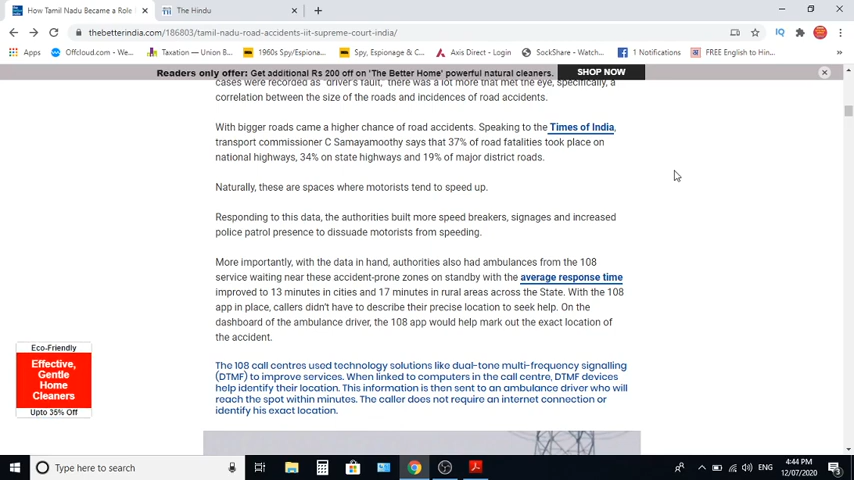 How Tamil Nadu Became a Role
The Hindu
thebetterindia.com/186803/tamil-nadu-road-accidents-iit-supreme-court-india/
Apps
Offcloud.com - We...
Taxation — Union B...
1960s Spy/Espiona...
Spy, Espionage & C...
Axis Direct - Login
SockShare - Watch...
1 Notifications
FREE English to Hin...
Readers only offer: Get additional Rs 200 off on 'The Better Home' powerful natural cleaners.
SHOP NOW
cases were recorded as "driver's fault," there was a lot more that met the eye, specifically, a
correlation between the size of the roads and incidences of road accidents.
With bigger roads came a higher chance of road accidents. Speaking to the Times of India,
transport commissioner C Samayamoothy says that 37% of road fatalities took place on
national highways, 34% on state highways and 19% of major district roads.
Naturally, these are spaces where motorists tend to speed up.
Responding to this data, the authorities built more speed breakers, signages and increased
police patrol presence to dissuade motorists from speeding.
More importantly, with the data in hand, authorities also had ambulances from the 108
service waiting near these accident-prone zones on standby with the average response time
improved to 13 minutes in cities and 17 minutes in rural areas across the State. With the 108
app in place, callers didn't have to describe their precise location to seek help. On the
dashboard of the ambulance driver, the 108 app would help mark out the exact location of
the accident.
The 108 call centres used technology solutions like dual-tone multi-frequency signalling
(DTMF) to improve services. When linked to computers in the call centre, DTMF devices
help identify their location. This information is then sent to an ambulance driver who will
reach the spot within minutes. The caller does not require an internet connection or
identify his exact location.
Eco-Friendly
Effective,
Gentle
Home
Cleaners
Upto 35% Off
Type here to search
ENG
4:44 PM
12/07/2020
3